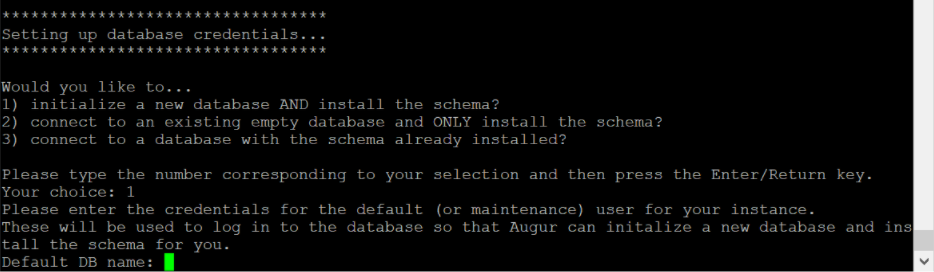 **********************************
Setting up database credentials...
**********************************
Would you like to...
1) initialize a new database AND install the schema?
2) connect to an existing empty database and ONLY install the schema?
3) connect to a database with the schema already installed?
Please type the number corresponding to your selection and then press the Enter/Return key.
Your choice: 1
Please enter the credentials for the default (or maintenance) user for your instance.
These will be used to log in to the database so that Augur can initalize a new database and ins
tall the schema for you.
Default DB name: